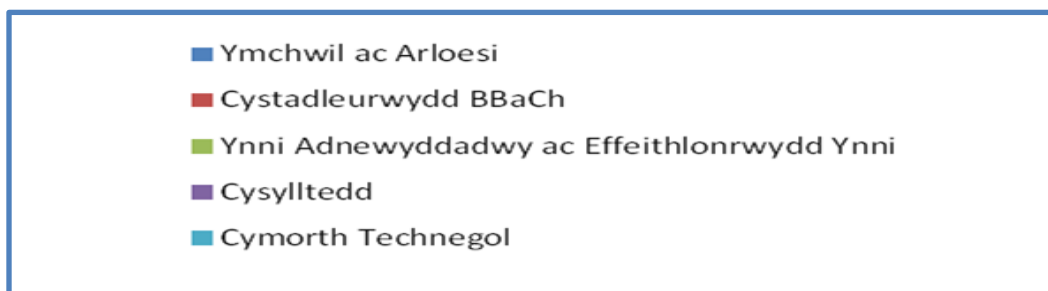 Ymchwil ac Arloesi
Cystadleurwydd BBaCh
Ynni Adnewyddadwy ac Effeithlonrwydd Ynni
Cysylltedd
Cymorth Technegol